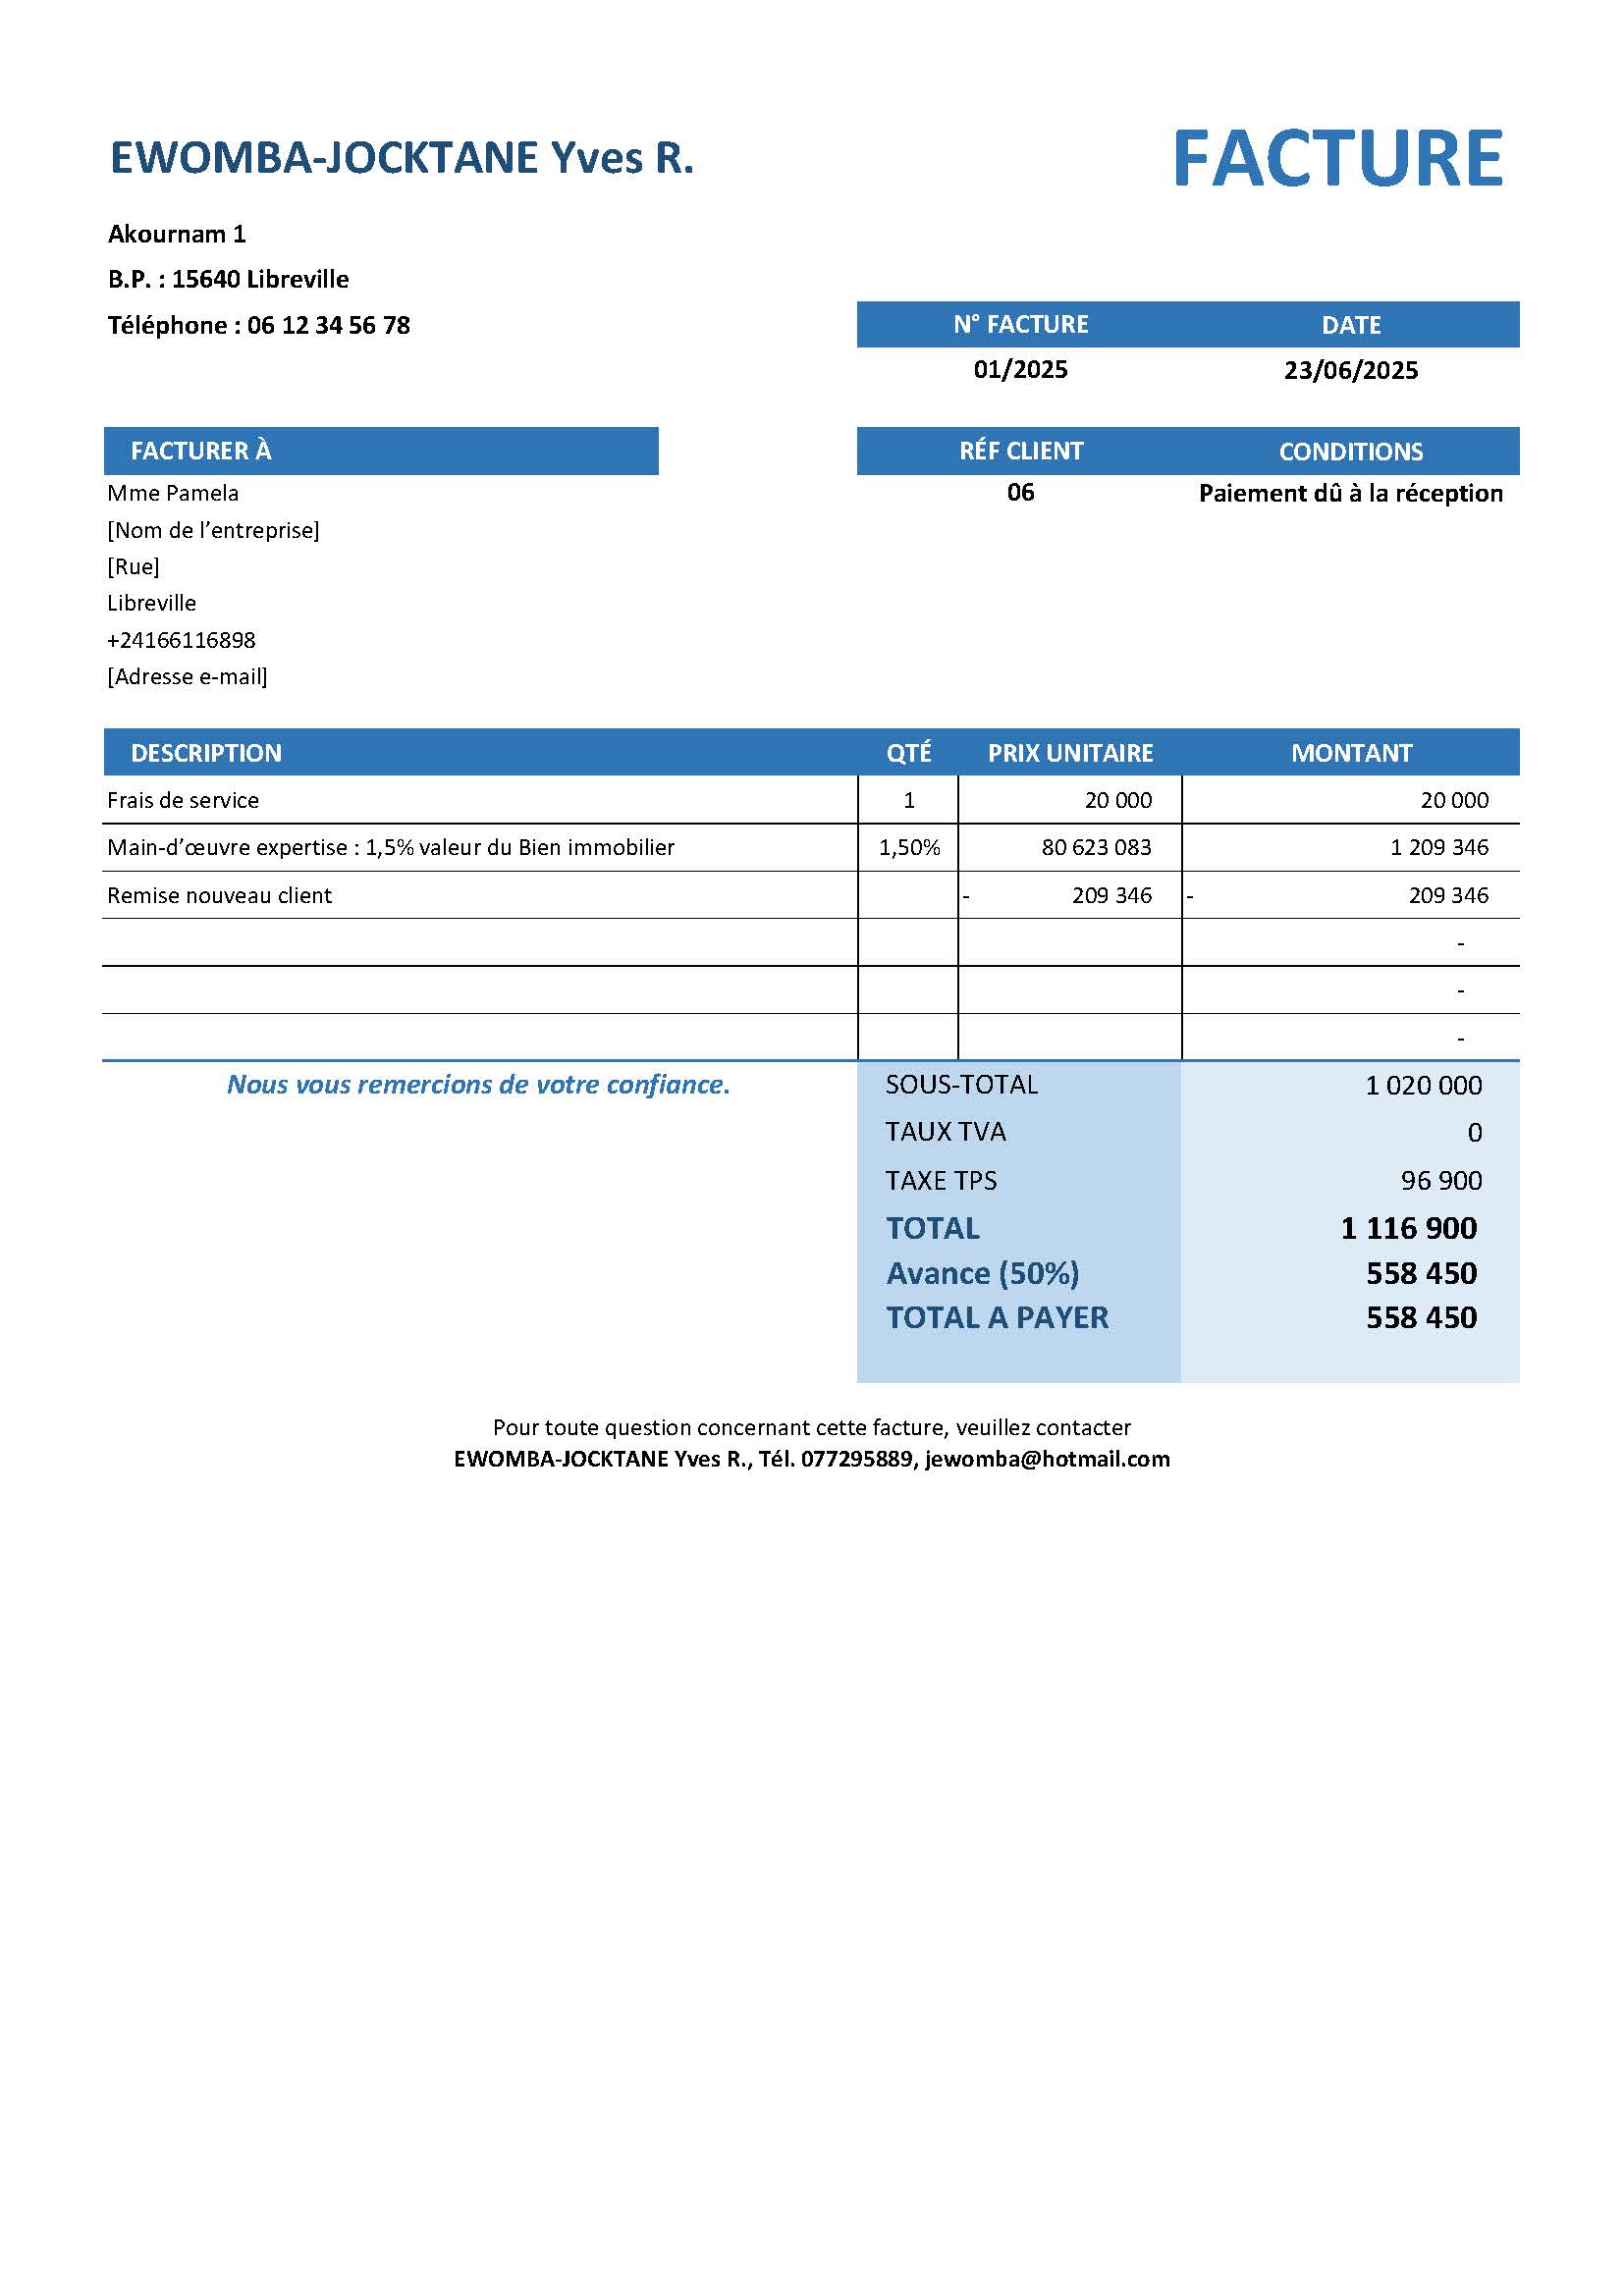 EWOMBA-JOCKTANE Yves R. FACTURE
Akournam 1
B.P. : 15640 Libreville
Téléphone : 06 12 34 56 78
N° FACTURE DATE
01/2025 23/06/2025
FACTURER À RÉF CLIENT CONDITIONS
Mme Pamela 06 Paiement dû à la réception
[Nom de l’entreprise]
[Rue]
Libreville
+24166116898
[Adresse e-mail]
DESCRIPTION QTÉ PRIX UNITAIRE MONTANT
Frais de service 1 20 000 20 000
Main-d’œuvre expertise : 1,5% valeur du Bien immobilier 1,50% 80 623 083 1 209 346
Remise nouveau client - 209 346 - 209 346
-
-
-
Nous vous remercions de votre confiance. SOUS-TOTAL 1 020 000
TAUX TVA 0
TAXE TPS 96 900
TOTAL 1 116 900
Avance (50%) 558 450
TOTAL A PAYER 558 450
Pour toute question concernant cette facture, veuillez contacter
EWOMBA-JOCKTANE Yves R., Tél. 077295889, jewomba@hotmail.com